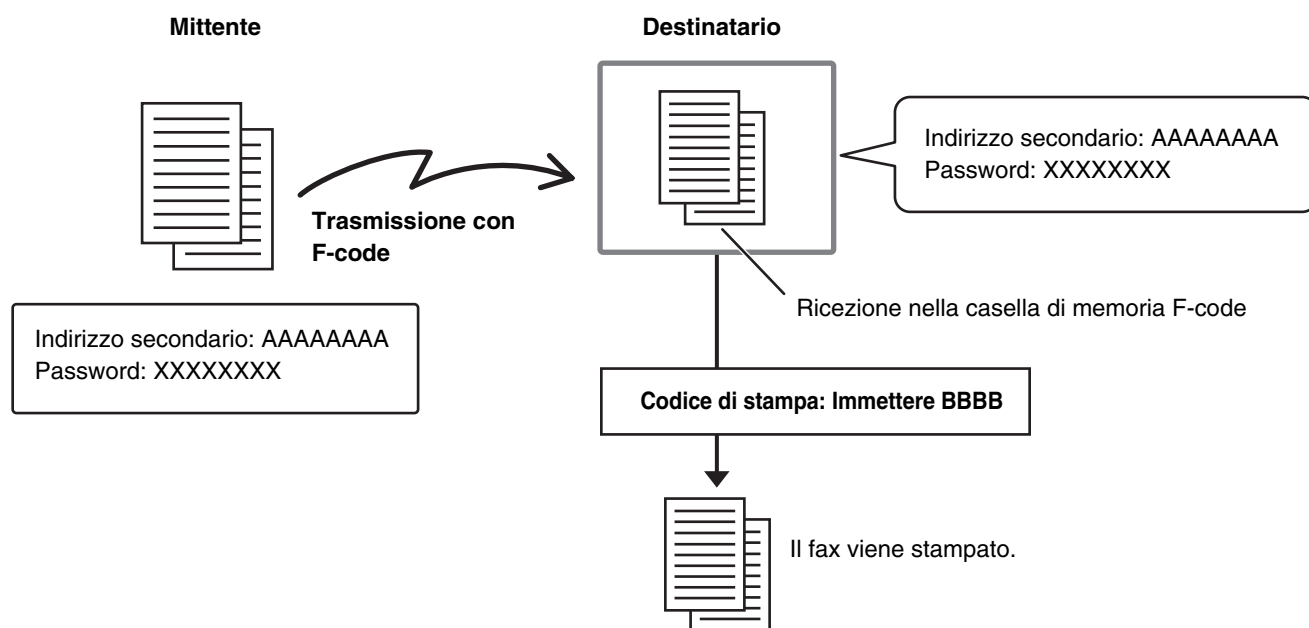 Mittente
Destinatario
Indirizzo secondario: AAAAAAAA
Password: XXXXXXXX
Trasmissione con
F-code
Ricezione nella casella di memoria F-code
Indirizzo secondario: AAAAAAAA
Password: XXXXXXXX
Codice di stampa: Immettere BBBB
Il fax viene stampato.